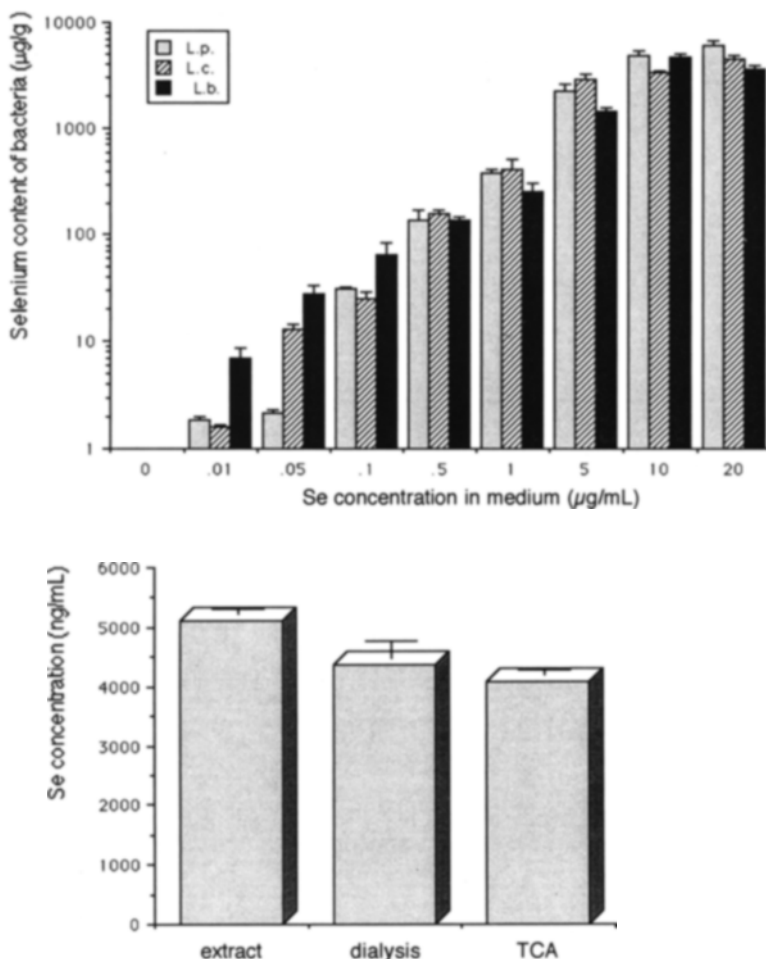 Selenium content of bacteria (µg/g)
10000
1000
100
10
1
L.p.
L.c.
L.b.
0 .01 .05 .1 .5 1 5 10 20
Se concentration in medium (µg/mL)
Se concentration (ng/mL)
6000
5000
4000
3000
2000
1000
0
extract dialysis TCA